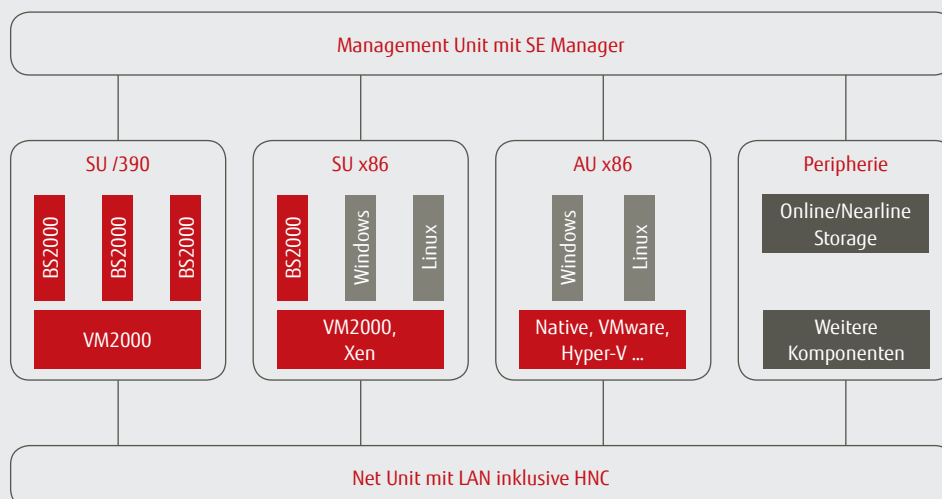 Management Unit mit SE Manager
SU /390
BS2000
BS2000
BS2000
VM2000
SU x86
BS2000
Windows
Linux
VM2000,
Xen
AU x86
Windows
Linux
Native, VMware,
Hyper-V ...
Peripherie
Online/Nearline
Storage
Weitere
Komponenten
Net Unit mit LAN inklusive HNC